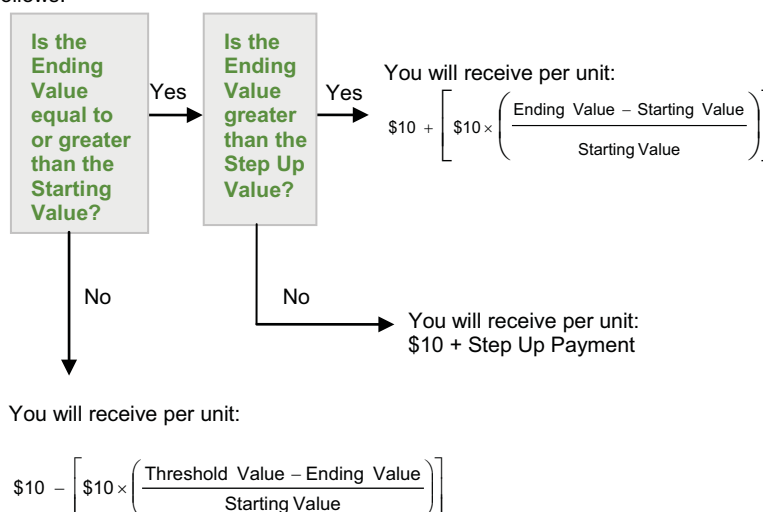 Is the
Ending
Value
equal to
or greater
than the
Starting
Value?
Yes
Is the
Ending
Value
greater
than the
Step Up
Value?
Yes
You will receive per unit:
$10 + [ $10 × ( Ending Value – Starting Value
Starting Value ) ]
No
No
You will receive per unit:
$10 + Step Up Payment
You will receive per unit:
$10 – [ $10 × ( Threshold Value – Ending Value
Starting Value ) ]